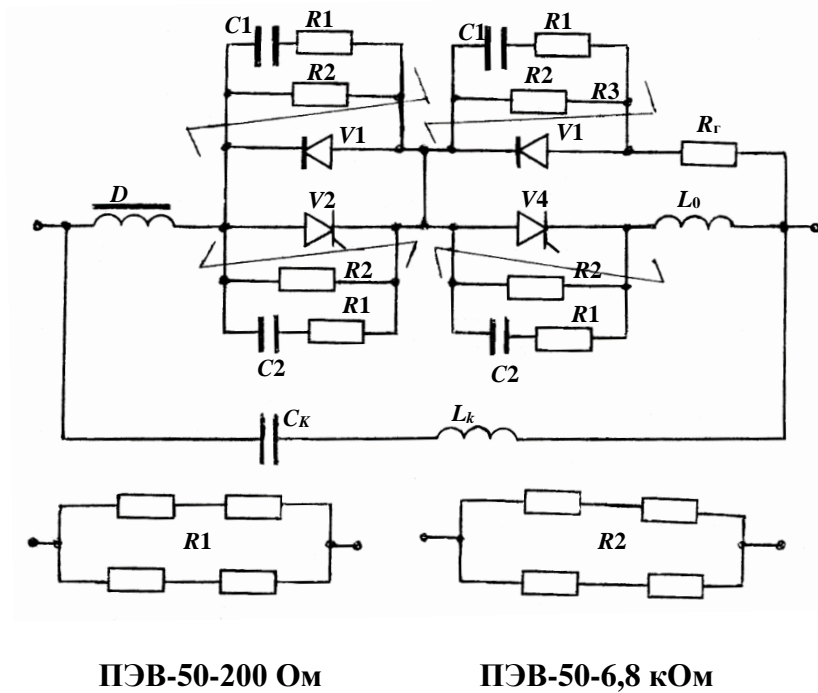 C1 R1 C1 R1
R2 R2 R3
V1 V1 Rг
D V2 V4 L0
R2 R2
R1 R1
C2 C2
CK Lk
R1 R2
ПЭВ-50-200 Ом ПЭВ-50-6,8 кОм